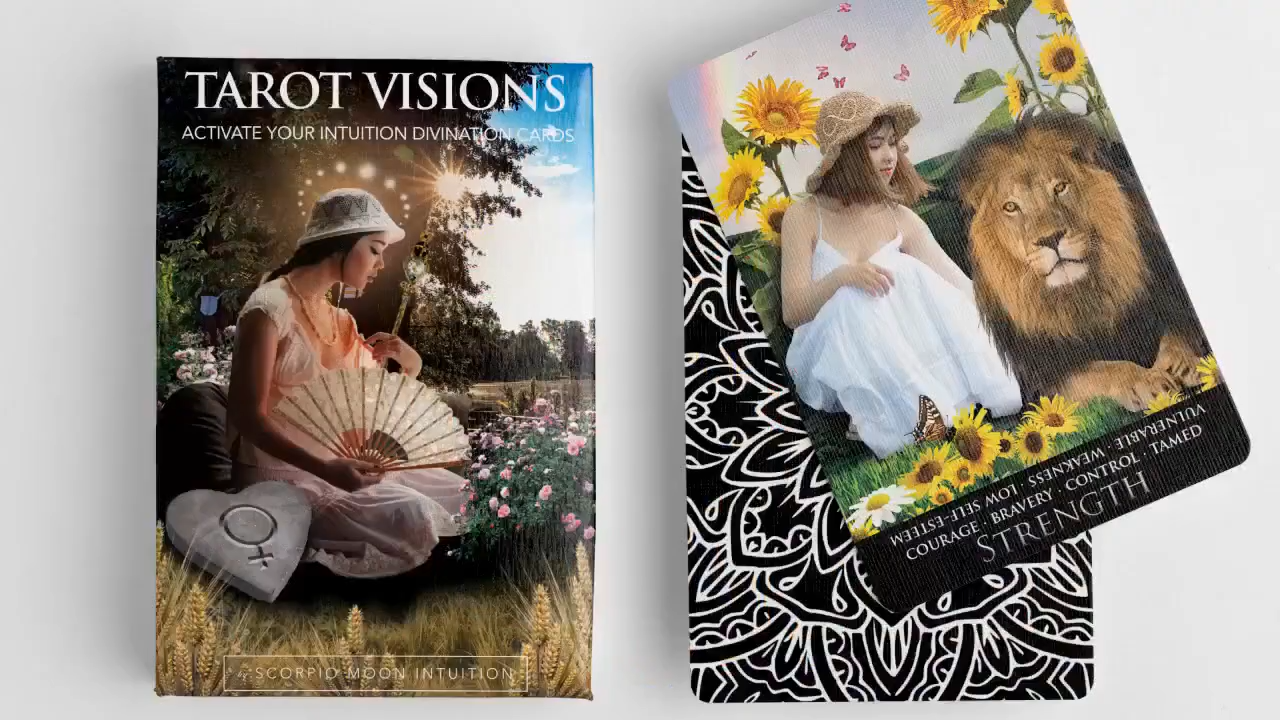 TAROT VISIONS
ACTIVATE YOUR INTUITION DIVINATION CARDS
by SCORPIO MOON INTUITION
VULNERABLE · WEAKNESS · LOW SELF-ESTEEM
COURAGE · BRAVERY · CONTROL · TAMED
STRENGTH